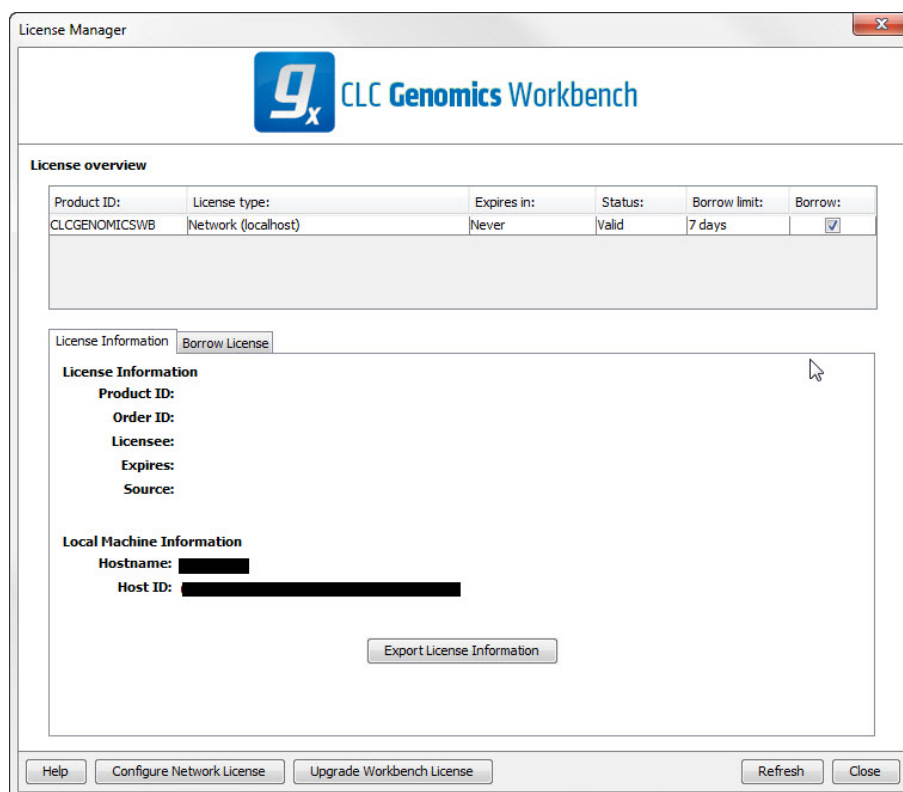 License Manager
gx CLC Genomics Workbench
License overview
Product ID: License type: Expires in: Status: Borrow limit: Borrow:
CLCGENOMICSWB Network (localhost) Never Valid 7 days
License Information Borrow License
License Information
Product ID:
Order ID:
Licensee:
Expires:
Source:
Local Machine Information
Hostname:
Host ID:
Export License Information
Help Configure Network License Upgrade Workbench License Refresh Close